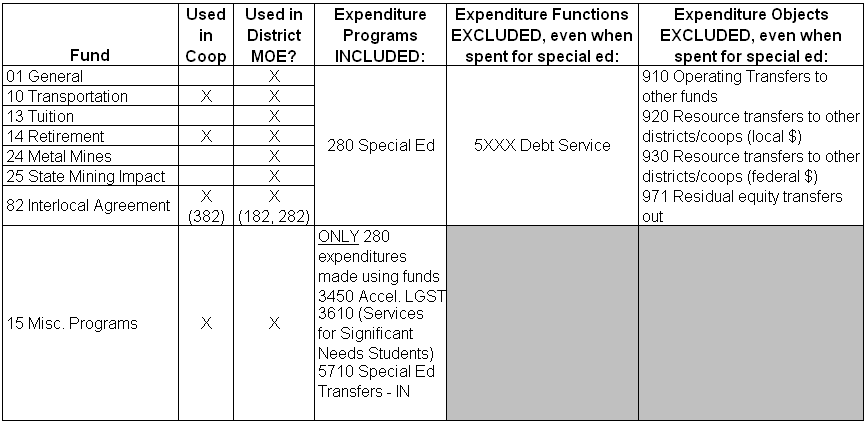 Fund
Used
in
Coop
Used in
District
MOE?
Expenditure
Programs
INCLUDED:
Expenditure Functions
EXCLUDED, even when
spent for special ed:
Expenditure Objects
EXCLUDED, even when
spent for special ed:
01 General X
10 Transportation X X
13 Tuition X
14 Retirement X X
24 Metal Mines X
25 State Mining Impact X
82 Interlocal Agreement
X
(382)
X
(182, 282)
280 Special Ed
5XXX Debt Service
910 Operating Transfers to
other funds
920 Resource transfers to other
districts/coops (local $)
930 Resource transfers to other
districts/coops (federal $)
971 Residual equity transfers
out
15 Misc. Programs X X
ONLY 280
expenditures
made using funds
3450 Accel. LGST
3610 (Services
for Significant
Needs Students)
5710 Special Ed
Transfers - IN